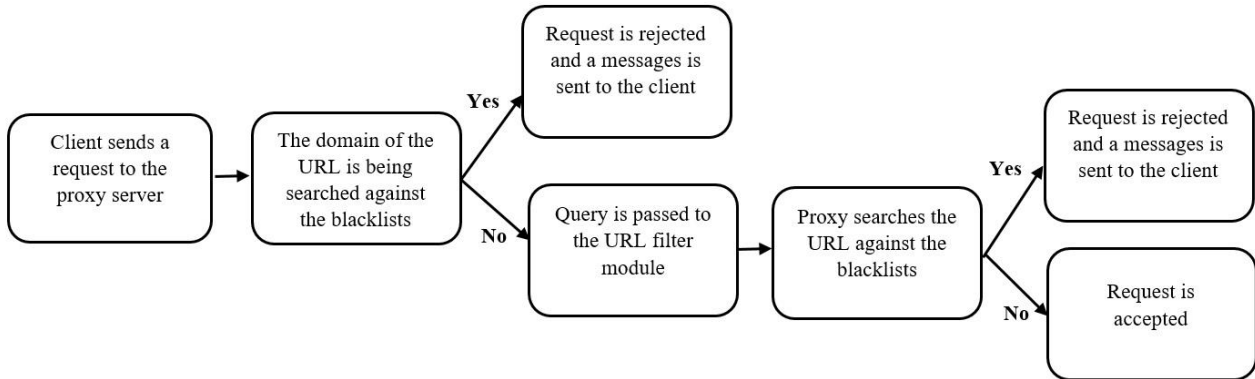 Client sends a
request to the
proxy server
The domain of the
URL is being
searched against
the blacklists
Yes
Request is rejected
and a messages is
sent to the client
No
Query is passed to
the URL filter
module
Proxy searches the
URL against the
blacklists
Yes
Request is rejected
and a messages is
sent to the client
No
Request is
accepted